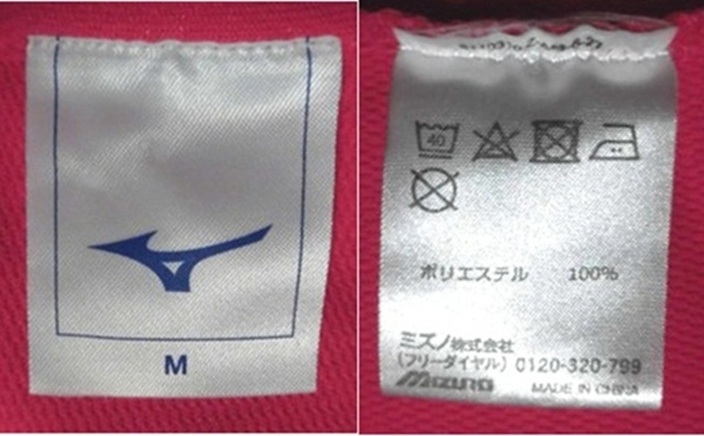 M
40
ポリエステル 100%
ミズノ株式会社
(フリーダイヤル) 0120-320-799
Mizuno MADE IN CHINA